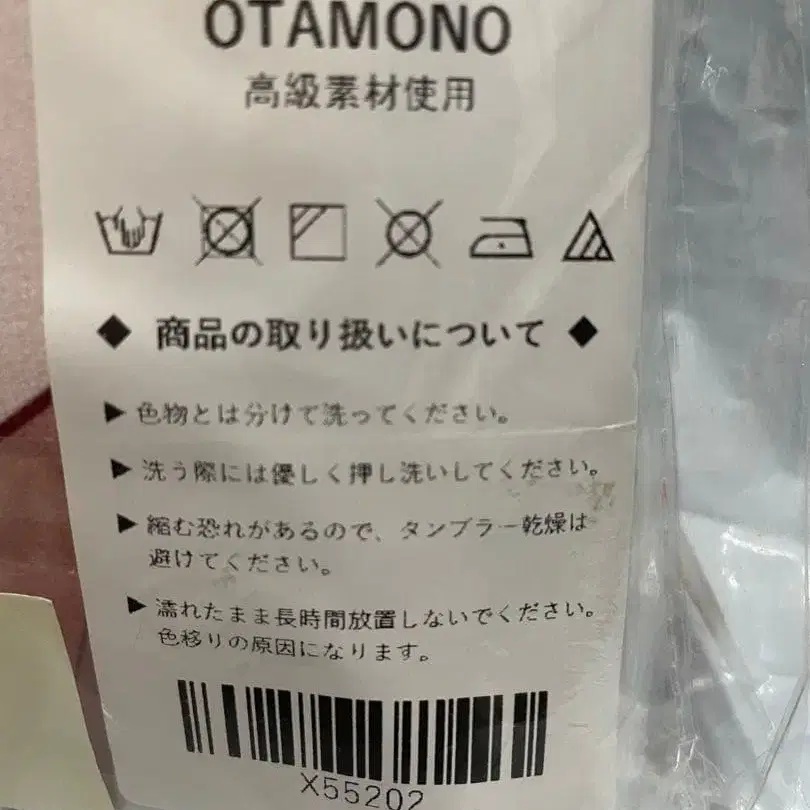 OTAMONO
高級素材使用
◆ 商品の取り扱いについて ◆
▶ 色物とは分けて洗ってください。
▶ 洗う際には優しく押し洗いしてください。
▶ 縮む恐れがあるので、タンブラー乾燥は
避けてください。
▶ 濡れたまま長時間放置しないでください。
色移りの原因になります。
X55202